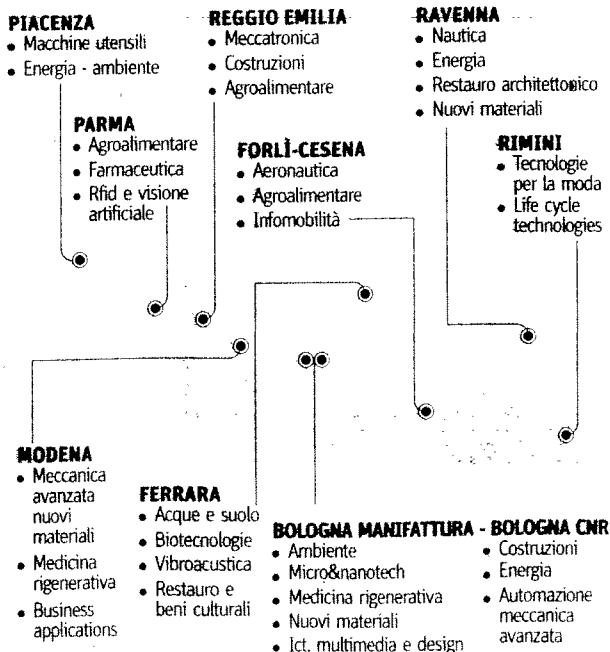 PIACENZA
• Macchine utensili
• Energia - ambiente
REGGIO EMILIA
• Meccatronica
• Costruzioni
• Agroalimentare
RAVENNA
• Nautica
• Energia
• Restauro architettonico
• Nuovi materiali
PARMA
• Agroalimentare
• Farmaceutica
• Rfid e visione
artificiale
FORLÌ-CESENA
• Aeronautica
• Agroalimentare
• Infomobilità
RIMINI
• Tecnologie
per la moda
• Life cycle
technologies
MODENA
• Meccanica
avanzata
nuovi
materiali
• Medicina
rigenerativa
• Business
applications
FERRARA
• Acque e suolo
• Biotecnologie
• Vibroacustica
• Restauro e
beni culturali
BOLOGNA MANIFATTURA - BOLOGNA CNR
• Ambiente
• Micro&nanotech
• Medicina rigenerativa
• Nuovi materiali
• Ict, multimedia e design
• Costruzioni
• Energia
• Automazione
meccanica
avanzata